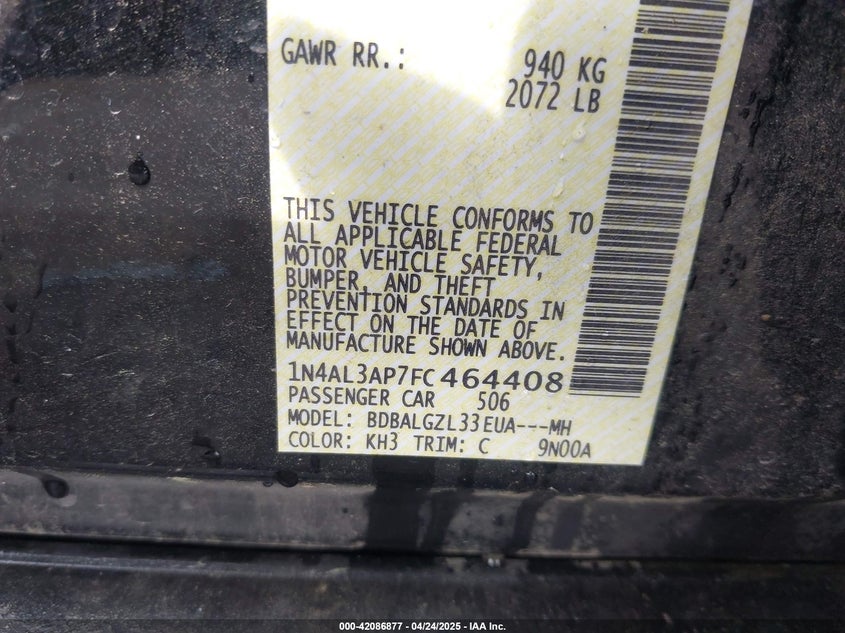 GAWR RR.: 940 KG
2072 LB
THIS VEHICLE CONFORMS TO
ALL APPLICABLE FEDERAL
MOTOR VEHICLE SAFETY,
BUMPER, AND THEFT
PREVENTION STANDARDS IN
EFFECT ON THE DATE OF
MANUFACTURE SHOWN ABOVE.
1N4AL3AP7FC464408
PASSENGER CAR 506
MODEL: BDBALGZL33EUA---MH
COLOR: KH3 TRIM: C 9N00A
000-42086877 - 04/24/2025 - IAA Inc.